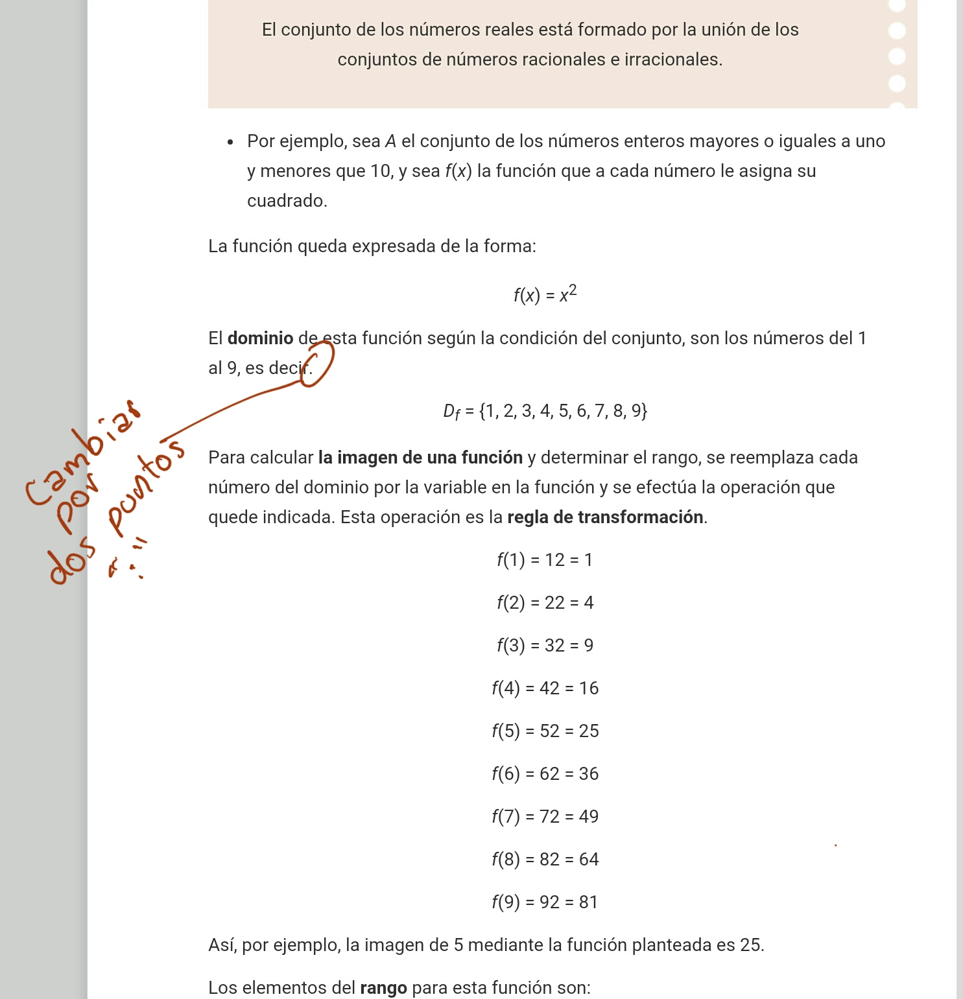 El conjunto de los números reales está formado por la unión de los
conjuntos de números racionales e irracionales.
• Por ejemplo, sea A el conjunto de los números enteros mayores o iguales a uno
y menores que 10, y sea f(x) la función que a cada número le asigna su
cuadrado.
La función queda expresada de la forma:
f(x) = x²
El dominio de esta función según la condición del conjunto, son los números del 1
al 9, es decir.
D_f = {1, 2, 3, 4, 5, 6, 7, 8, 9}
Cambiar
por
dos puntos
":"
Para calcular la imagen de una función y determinar el rango, se reemplaza cada
número del dominio por la variable en la función y se efectúa la operación que
quede indicada. Esta operación es la regla de transformación.
f(1) = 12 = 1
f(2) = 22 = 4
f(3) = 32 = 9
f(4) = 42 = 16
f(5) = 52 = 25
f(6) = 62 = 36
f(7) = 72 = 49
f(8) = 82 = 64
f(9) = 92 = 81
Así, por ejemplo, la imagen de 5 mediante la función planteada es 25.
Los elementos del rango para esta función son: